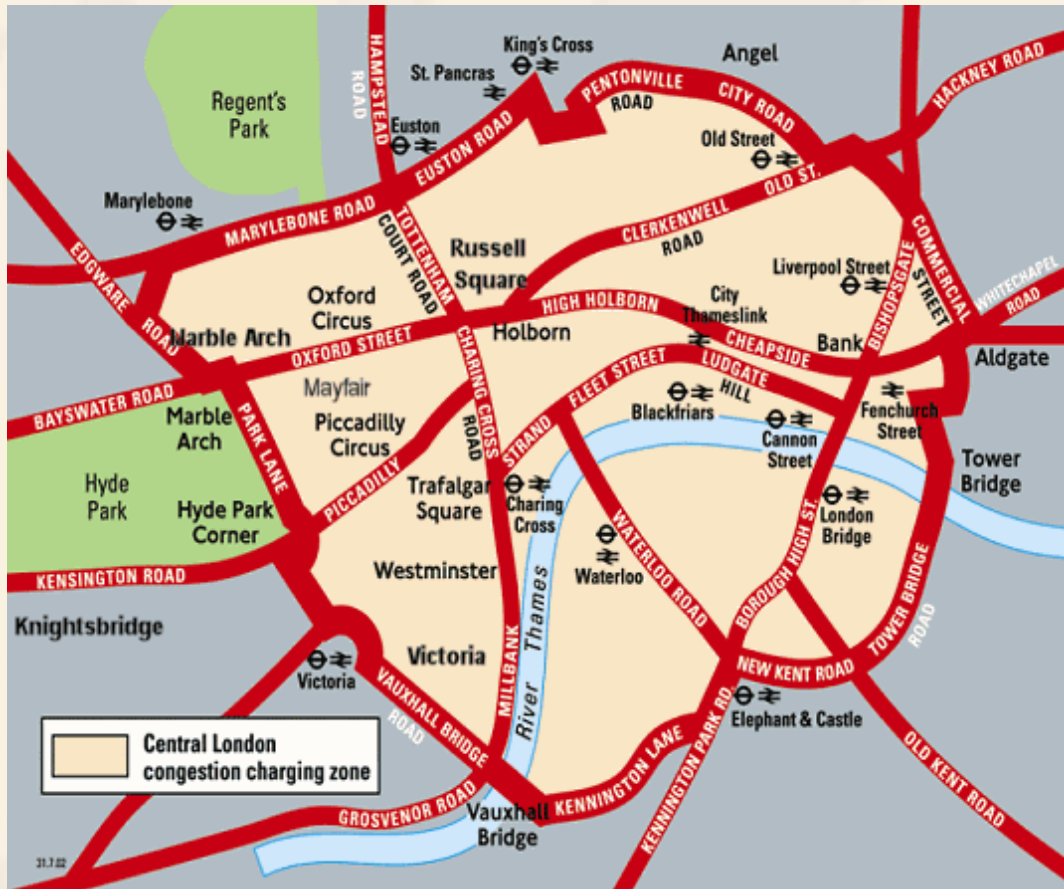 King's Cross
Angel
St. Pancras
HAMPSTEAD
ROAD
PENTONVILLE
ROAD
CITY ROAD
HACKNEY ROAD
Regent's
Park
Euston
EUSTON ROAD
Old Street
OLD ST.
Marylebone
MARYLEBONE ROAD
TOTTENHAM
COURT ROAD
Russell
Square
CLERKENWELL
ROAD
COMMERCIAL
STREET
EDGWARE
ROAD
Liverpool Street
BISHOPSGATE
WHITECHAPEL
ROAD
Oxford
Circus
HIGH HOLBORN
City
Thameslink
Marble Arch
OXFORD STREET
Holborn
CHEAPSIDE
Bank
Aldgate
BAYSWATER ROAD
Mayfair
CHARING CROSS
ROAD
FLEET STREET
LUDGATE
HILL
Marble
Arch
PARK LANE
Piccadilly
Circus
STRAND
Blackfriars
Cannon
Street
Fenchurch
Street
Hyde
Park
Hyde Park
Corner
PICCADILLY
Trafalgar
Square
Charing
Cross
London
Bridge
Tower
Bridge
KENSINGTON ROAD
Westminster
Waterloo
WATERLOO ROAD
BOROUGH HIGH ST.
TOWER BRIDGE
ROAD
Knightsbridge
Victoria
Victoria
MILLBANK
River Thames
NEW KENT ROAD
VAUXHALL BRIDGE
ROAD
Elephant & Castle
Central London
congestion charging zone
KENNINGTON LANE
KENNINGTON PARK RD.
OLD KENT ROAD
GROSVENOR ROAD
Vauxhall
Bridge
31.7.02